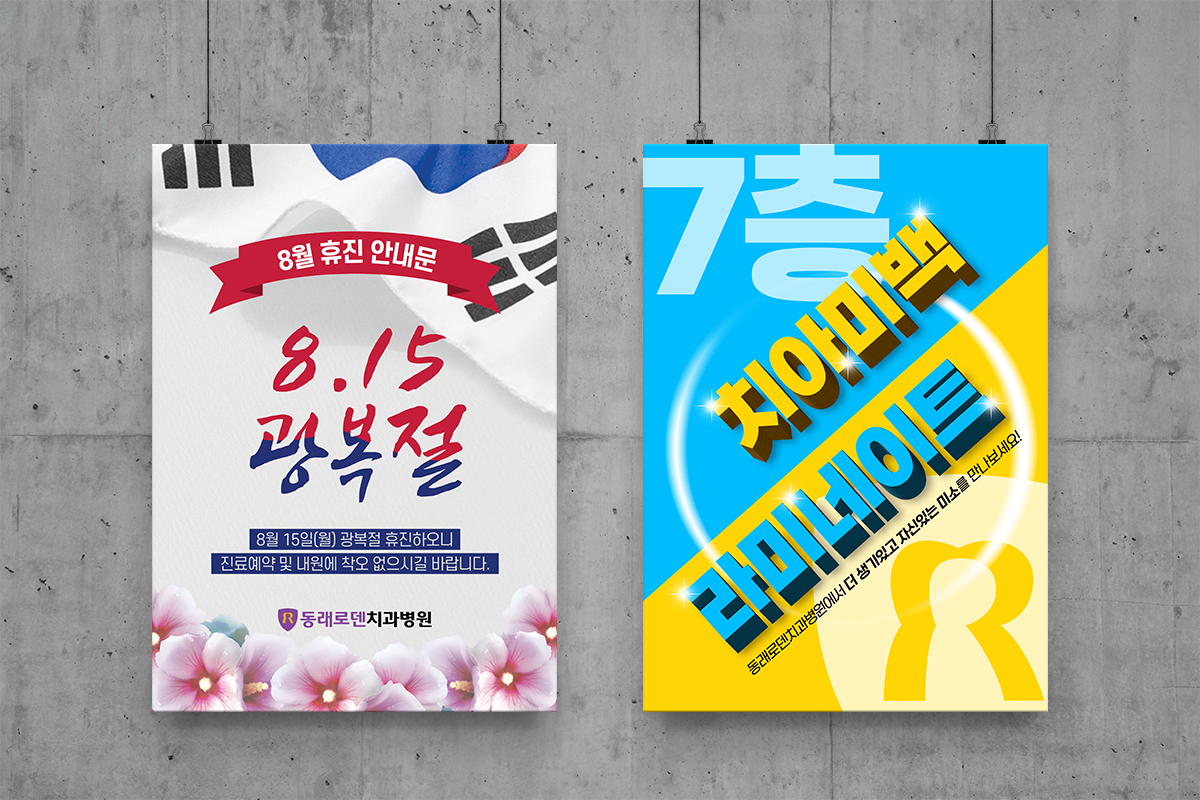 8월 휴진 안내문
8.15
광복절
8월 15일(월) 광복절 휴진하오니
진료예약 및 내원에 착오 없으시길 바랍니다.
동래로덴치과병원
7층
치아미백
라미네이트
동래로덴치과병원에서 더 생기있고 자신있는 미소를 만나보세요!